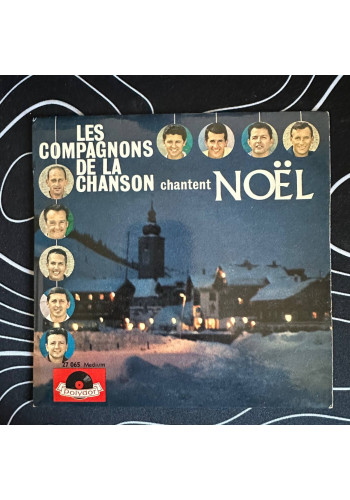 LES
COMPAGNONS
DE LA
CHANSON chantent NOËL
27 065 Medium
Polydor